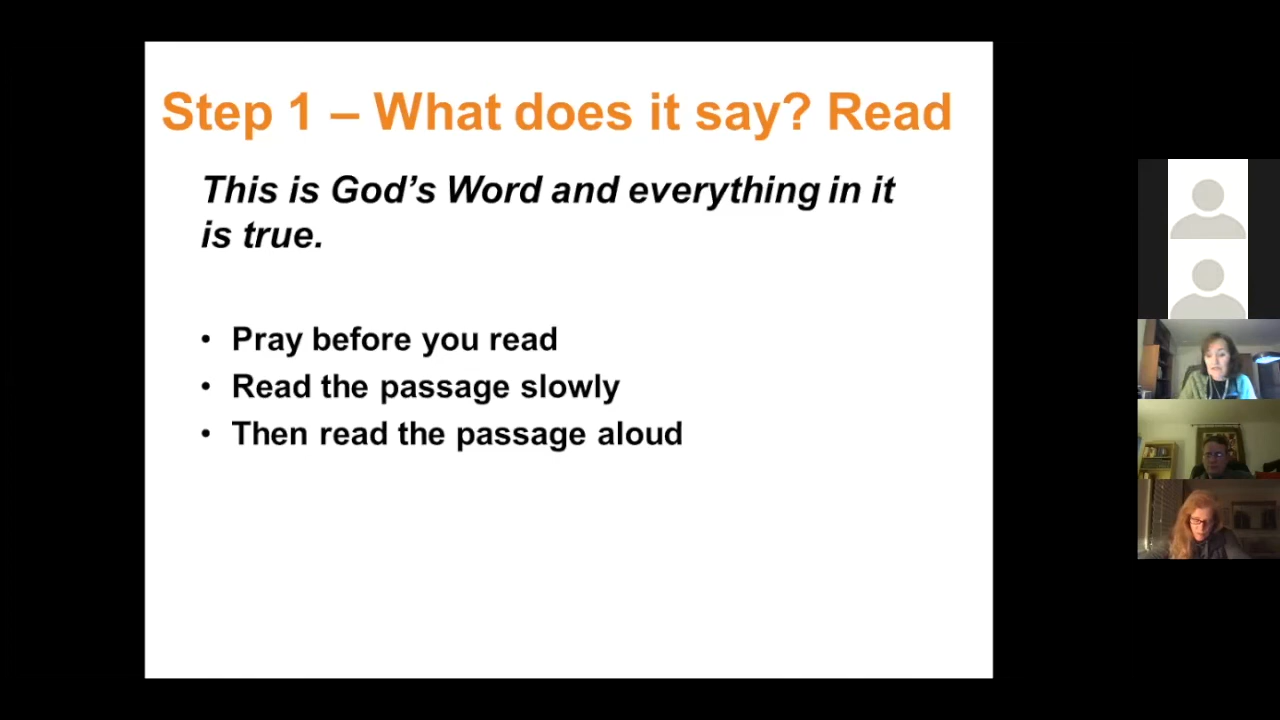 Step 1 – What does it say? Read
This is God’s Word and everything in it
is true.
• Pray before you read
• Read the passage slowly
• Then read the passage aloud